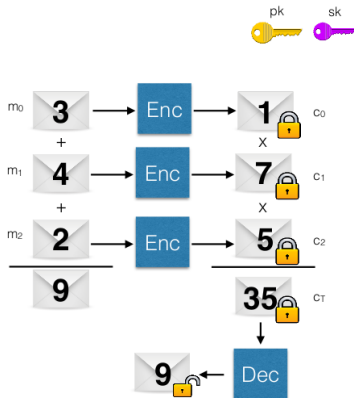 pk sk
m₀ 3 Enc 1 c₀
+ x
m₁ 4 Enc 7 c₁
+ x
m₂ 2 Enc 5 c₂
9 35 cT
9 Dec